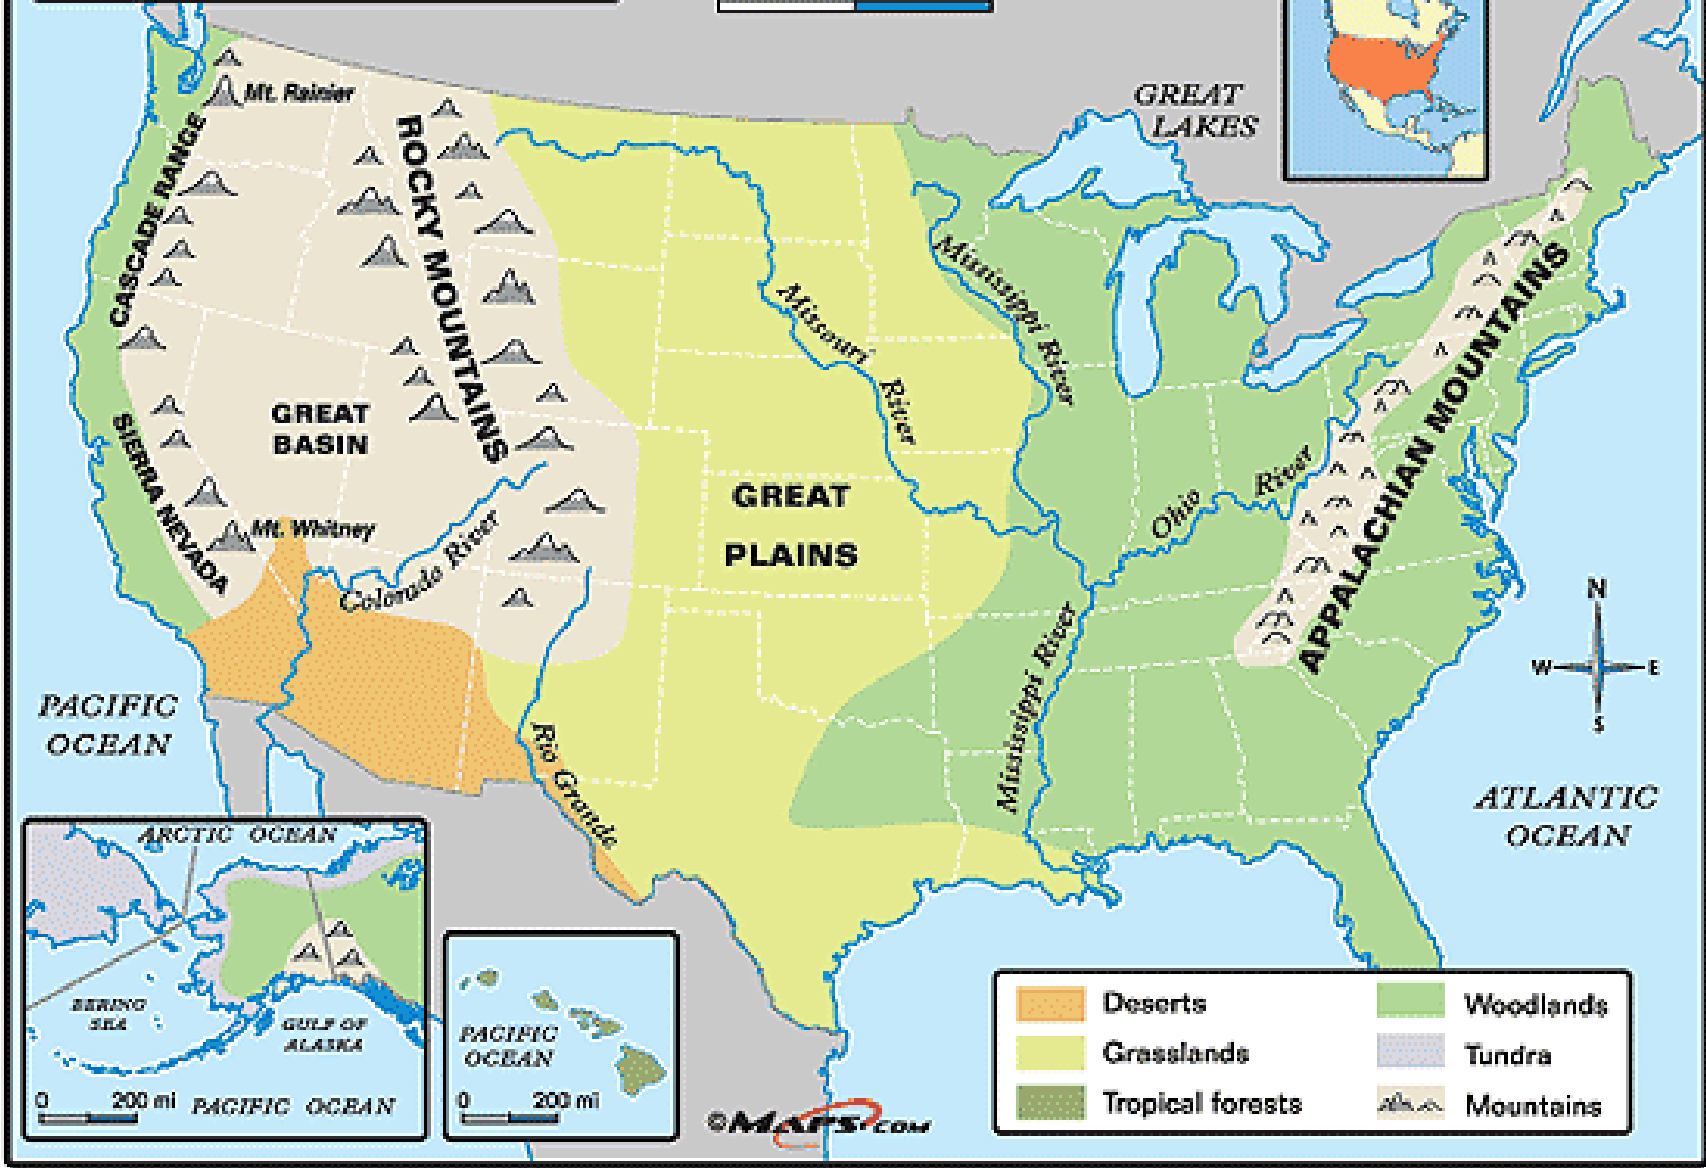 GREAT
LAKES
Mt. Rainier
CASCADE RANGE
ROCKY MOUNTAINS
Mississippi River
Missouri
River
APPALACHIAN MOUNTAINS
GREAT
BASIN
SIERRA NEVADA
GREAT
PLAINS
Ohio
River
Mt. Whitney
Colorado River
Mississippi River
N
W
E
S
PACIFIC
OCEAN
Rio Grande
ATLANTIC
OCEAN
ARCTIC OCEAN
BERING
SEA
GULF OF
ALASKA
0 200 mi
PACIFIC OCEAN
PACIFIC
OCEAN
0 200 mi
©MAPS.COM
Deserts
Grasslands
Tropical forests
Woodlands
Tundra
Mountains